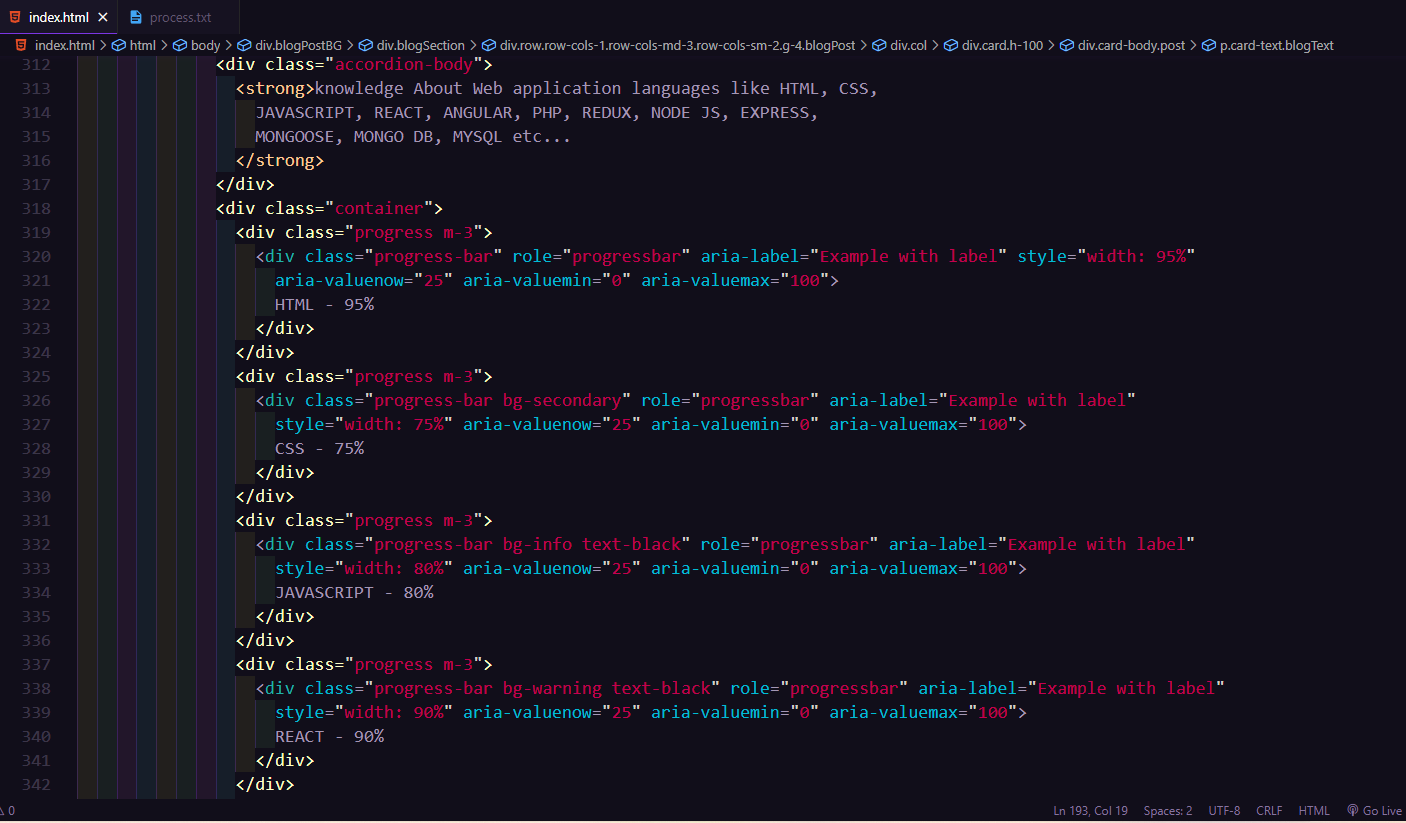 index.html
process.txt
index.html > html > body > div.blogPostBG > div.blogSection > div.row.row-cols-1.row-cols-md-3.row-cols-sm-2.g-4.blogPost > div.col > div.card.h-100 > div.card-body.post > p.card-text.blogText
312 <div class="accordion-body">
313 <strong>knowledge About Web application languages like HTML, CSS,
314 JAVASCRIPT, REACT, ANGULAR, PHP, REDUX, NODE JS, EXPRESS,
315 MONGOOSE, MONGO DB, MYSQL etc...
316 </strong>
317 </div>
318 <div class="container">
319 <div class="progress m-3">
320 <div class="progress-bar" role="progressbar" aria-label="Example with label" style="width: 95%"
321 aria-valuenow="25" aria-valuemin="0" aria-valuemax="100">
322 HTML - 95%
323 </div>
324 </div>
325 <div class="progress m-3">
326 <div class="progress-bar bg-secondary" role="progressbar" aria-label="Example with label"
327 style="width: 75%" aria-valuenow="25" aria-valuemin="0" aria-valuemax="100">
328 CSS - 75%
329 </div>
330 </div>
331 <div class="progress m-3">
332 <div class="progress-bar bg-info text-black" role="progressbar" aria-label="Example with label"
333 style="width: 80%" aria-valuenow="25" aria-valuemin="0" aria-valuemax="100">
334 JAVASCRIPT - 80%
335 </div>
336 </div>
337 <div class="progress m-3">
338 <div class="progress-bar bg-warning text-black" role="progressbar" aria-label="Example with label"
339 style="width: 90%" aria-valuenow="25" aria-valuemin="0" aria-valuemax="100">
340 REACT - 90%
341 </div>
342 </div>
0 Ln 193, Col 19 Spaces: 2 UTF-8 CRLF HTML Go Live